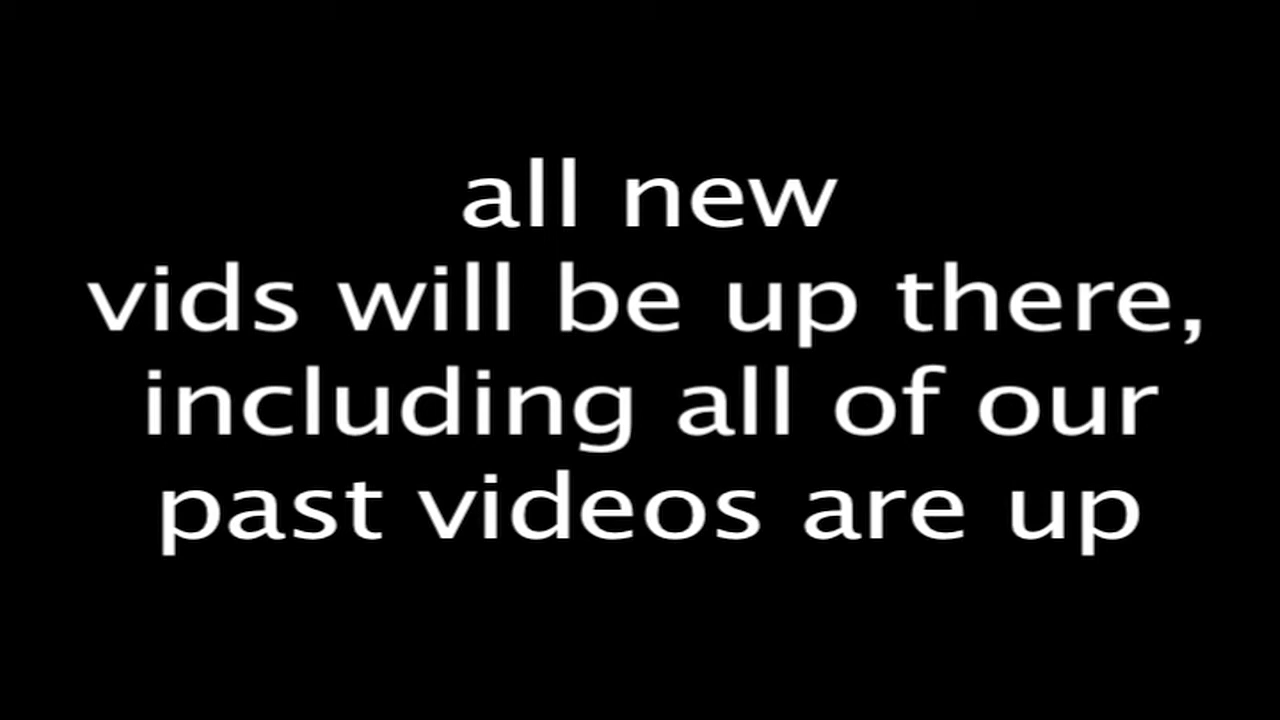 all new
vids will be up there,
including all of our
past videos are up